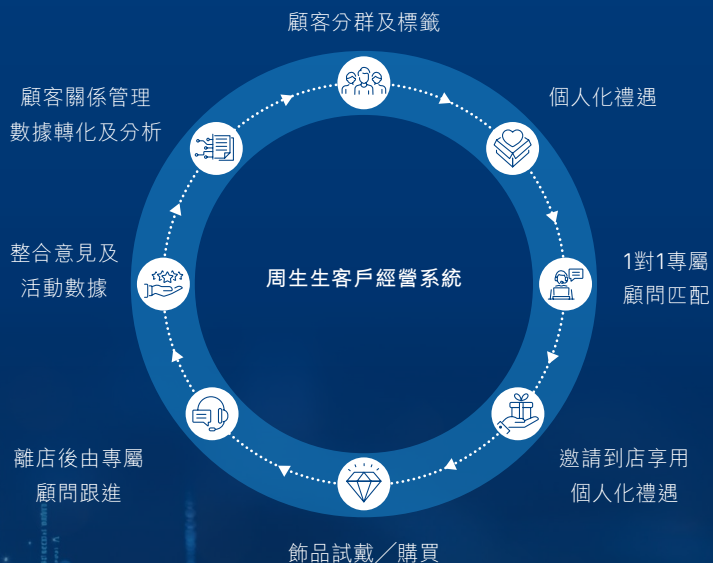 顧客分群及標籤
個人化禮遇
1對1專屬
顧問匹配
邀請到店享用
個人化禮遇
飾品試戴／購買
離店後由專屬
顧問跟進
整合意見及
活動數據
顧客關係管理
數據轉化及分析
周生生客戶經營系統